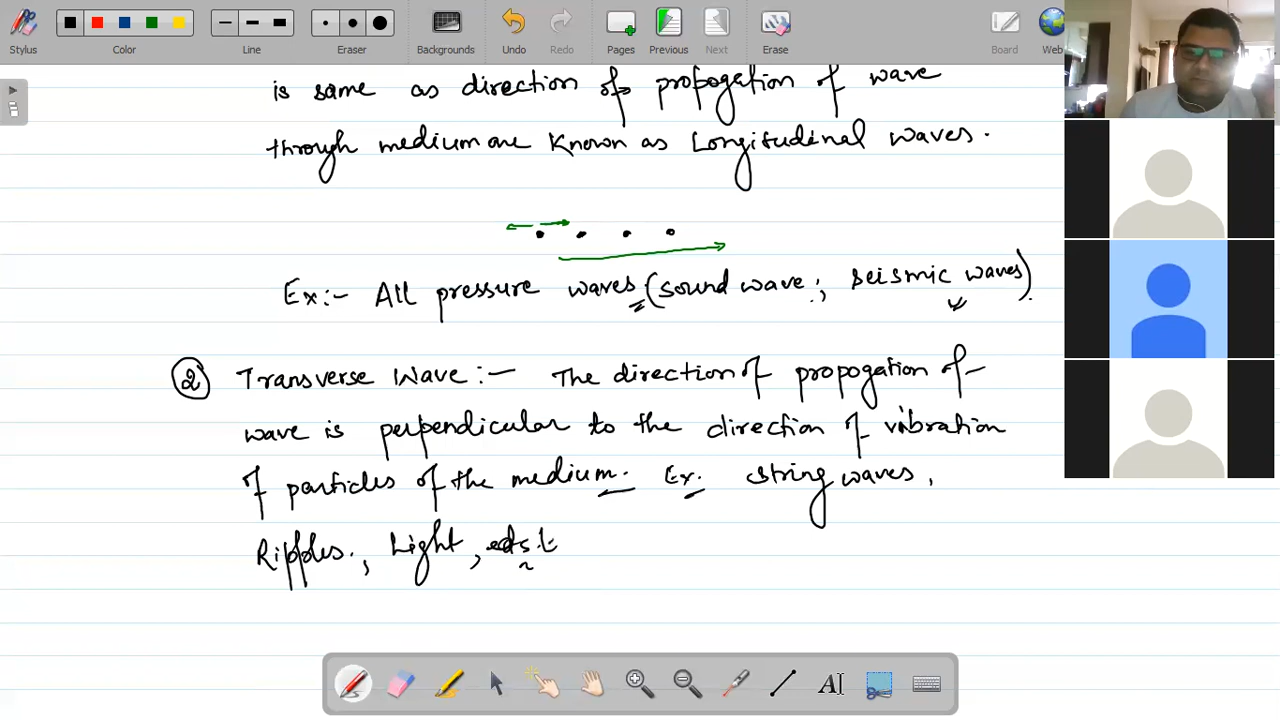 Stylus Color Line Eraser Backgrounds Undo Redo Pages Previous Next Erase Board Web
is same as direction of propogation of wave
through medium are known as Longitudinal waves.
Ex:- All pressure waves (sound wave; seismic waves).
② Transverse Wave :- The direction of propogation of
wave is perpendicular to the direction of vibration
of particles of the medium. Ex. string waves,
Ripples, Light,